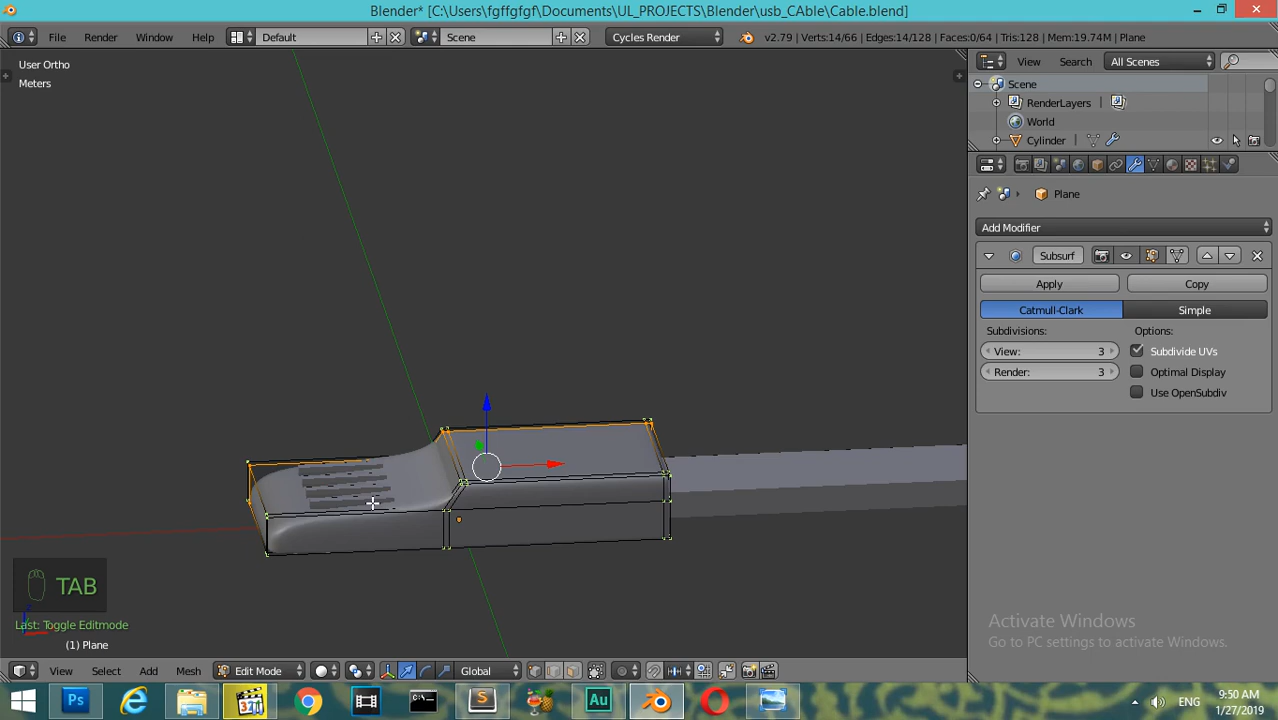 Blender* [C:\Users\fgffgfgf\Documents\UL_PROJECTS\Blender\usb_CAble\Cable.blend]
File Render Window Help Default Scene Cycles Render v2.79 | Verts:14/66 | Edges:14/128 | Faces:0/64 | Tris:128 | Mem:19.74M | Plane
User Ortho
Meters
View Search All Scenes
Scene
RenderLayers
World
Cylinder
Plane
Add Modifier
Subsurf
Apply Copy
Catmull-Clark Simple
Subdivisions: Options:
View: 3 Subdivide UVs
Render: 3 Optimal Display
Use OpenSubdiv
TAB
Last: Toggle Editmode
(1) Plane
Activate Windows
Go to PC settings to activate Windows.
View Select Add Mesh Edit Mode Global
Ps Au ENG 9:50 AM
1/27/2019